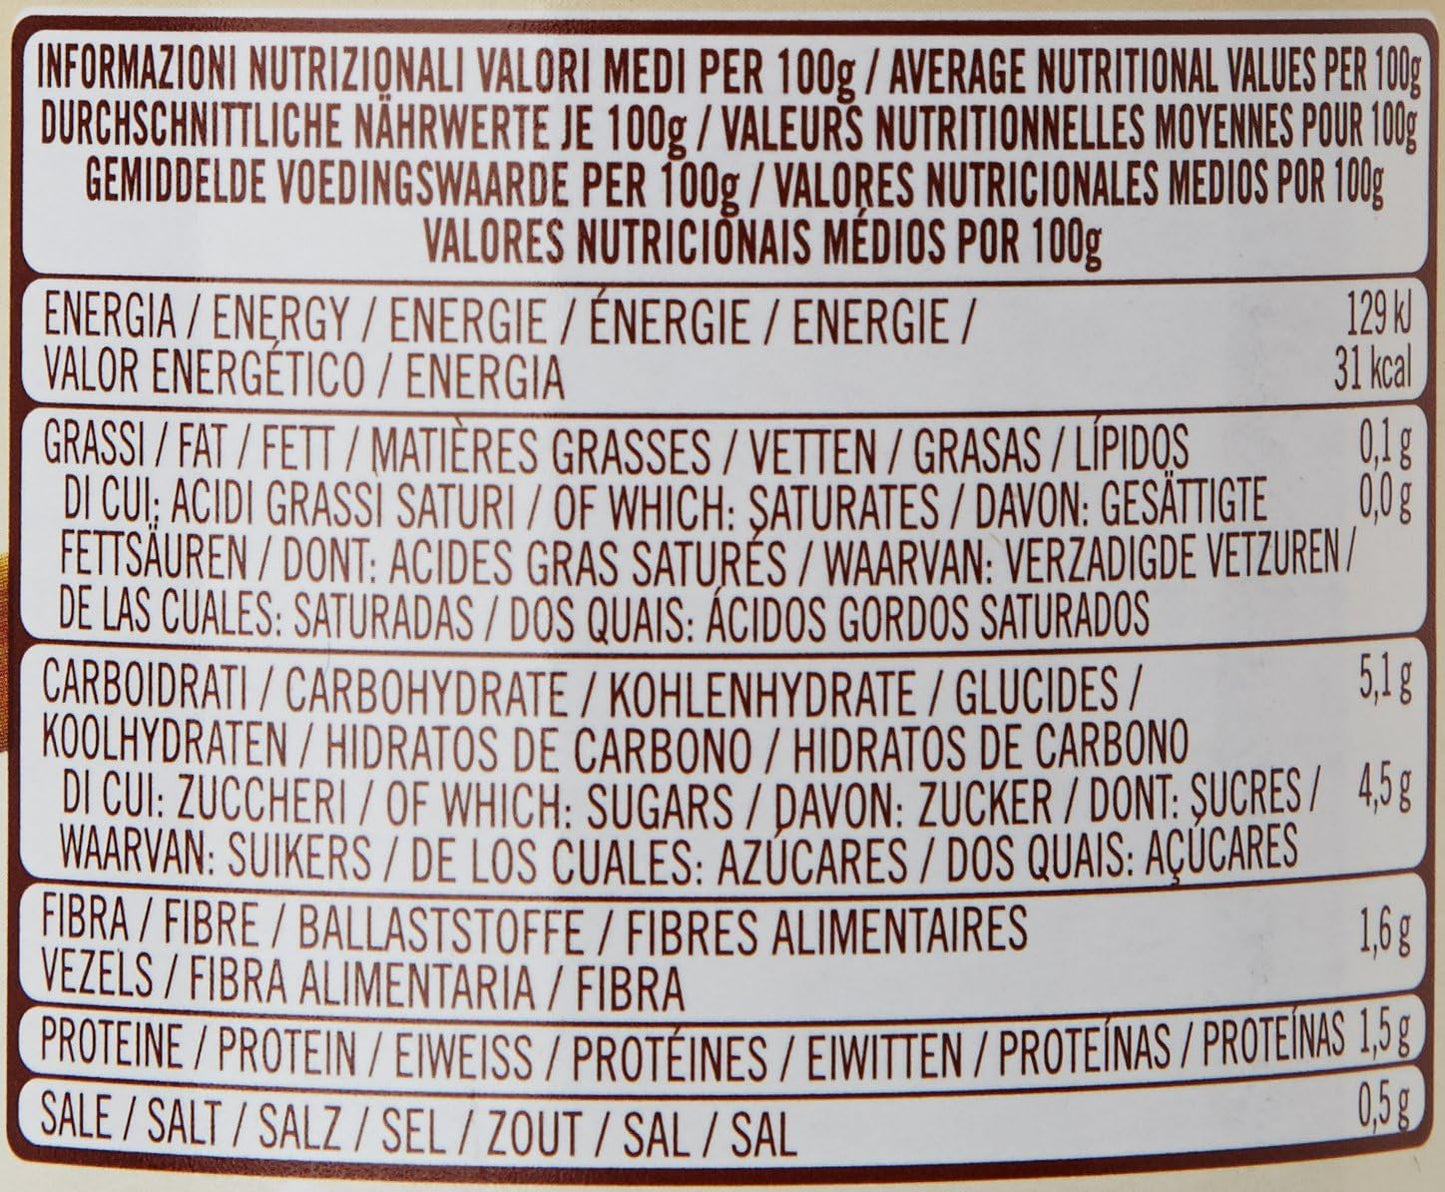 INFORMAZIONI NUTRIZIONALI VALORI MEDI PER 100g / AVERAGE NUTRITIONAL VALUES PER 100g
DURCHSCHNITTLICHE NÄHRWERTE JE 100g / VALEURS NUTRITIONNELLES MOYENNES POUR 100g
GEMIDDELDE VOEDINGSWAARDE PER 100g / VALORES NUTRICIONALES MEDIOS POR 100g
VALORES NUTRICIONAIS MÉDIOS POR 100g
ENERGIA / ENERGY / ENERGIE / ÉNERGIE / ENERGIE / 129 kJ
VALOR ENERGÉTICO / ENERGIA 31 kcal
GRASSI / FAT / FETT / MATIÈRES GRASSES / VETTEN / GRASAS / LÍPIDOS 0,1 g
DI CUI: ACIDI GRASSI SATURI / OF WHICH: SATURATES / DAVON: GESÄTTIGTE 0,0 g
FETTSÄUREN / DONT: ACIDES GRAS SATURÉS / WAARVAN: VERZADIGDE VETZUREN /
DE LAS CUALES: SATURADAS / DOS QUAIS: ÁCIDOS GORDOS SATURADOS
CARBOIDRATI / CARBOHYDRATE / KOHLENHYDRATE / GLUCIDES / 5,1 g
KOOLHYDRATEN / HIDRATOS DE CARBONO / HIDRATOS DE CARBONO
DI CUI: ZUCCHERI / OF WHICH: SUGARS / DAVON: ZUCKER / DONT: SUCRES / 4,5 g
WAARVAN: SUIKERS / DE LOS CUALES: AZÚCARES / DOS QUAIS: AÇÚCARES
FIBRA / FIBRE / BALLASTSTOFFE / FIBRES ALIMENTAIRES 1,6 g
VEZELS / FIBRA ALIMENTARIA / FIBRA
PROTEINE / PROTEIN / EIWEISS / PROTÉINES / EIWITTEN / PROTEÍNAS / PROTEÍNAS 1,5 g
SALE / SALT / SALZ / SEL / ZOUT / SAL / SAL 0,5 g